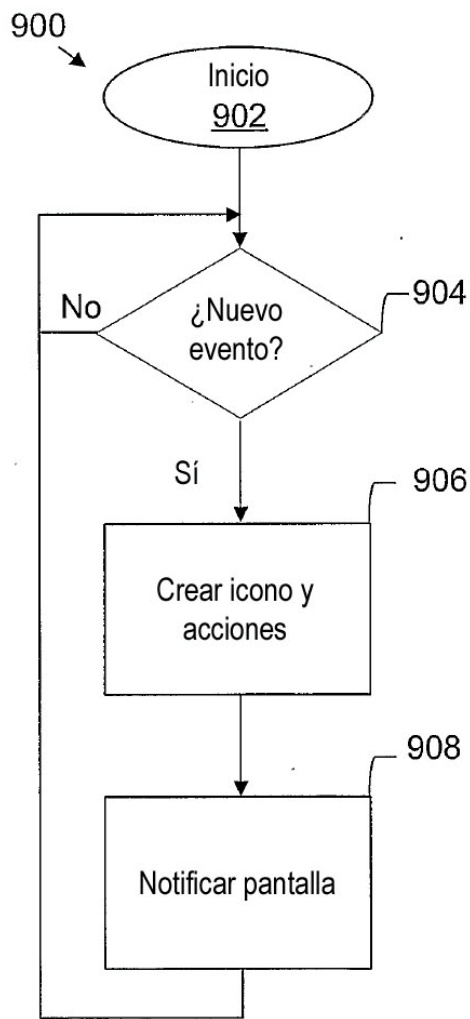 900
Inicio
902
¿Nuevo
evento?
904
No
Sí
906
Crear icono y
acciones
908
Notificar pantalla